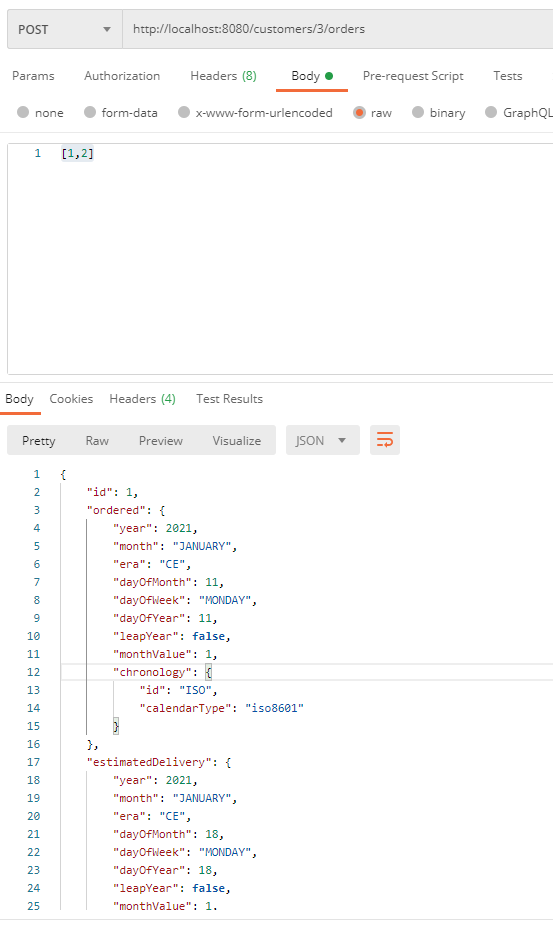 POST http://localhost:8080/customers/3/orders
Params Authorization Headers (8) Body Pre-request Script Tests
none form-data x-www-form-urlencoded raw binary GraphQL
1 [1,2]
Body Cookies Headers (4) Test Results
Pretty Raw Preview Visualize JSON
1 {
2 "id": 1,
3 "ordered": {
4 "year": 2021,
5 "month": "JANUARY",
6 "era": "CE",
7 "dayOfMonth": 11,
8 "dayOfWeek": "MONDAY",
9 "dayOfYear": 11,
10 "leapYear": false,
11 "monthValue": 1,
12 "chronology": {
13 "id": "ISO",
14 "calendarType": "iso8601"
15 }
16 },
17 "estimatedDelivery": {
18 "year": 2021,
19 "month": "JANUARY",
20 "era": "CE",
21 "dayOfMonth": 18,
22 "dayOfWeek": "MONDAY",
23 "dayOfYear": 18,
24 "leapYear": false,
25 "monthValue": 1,